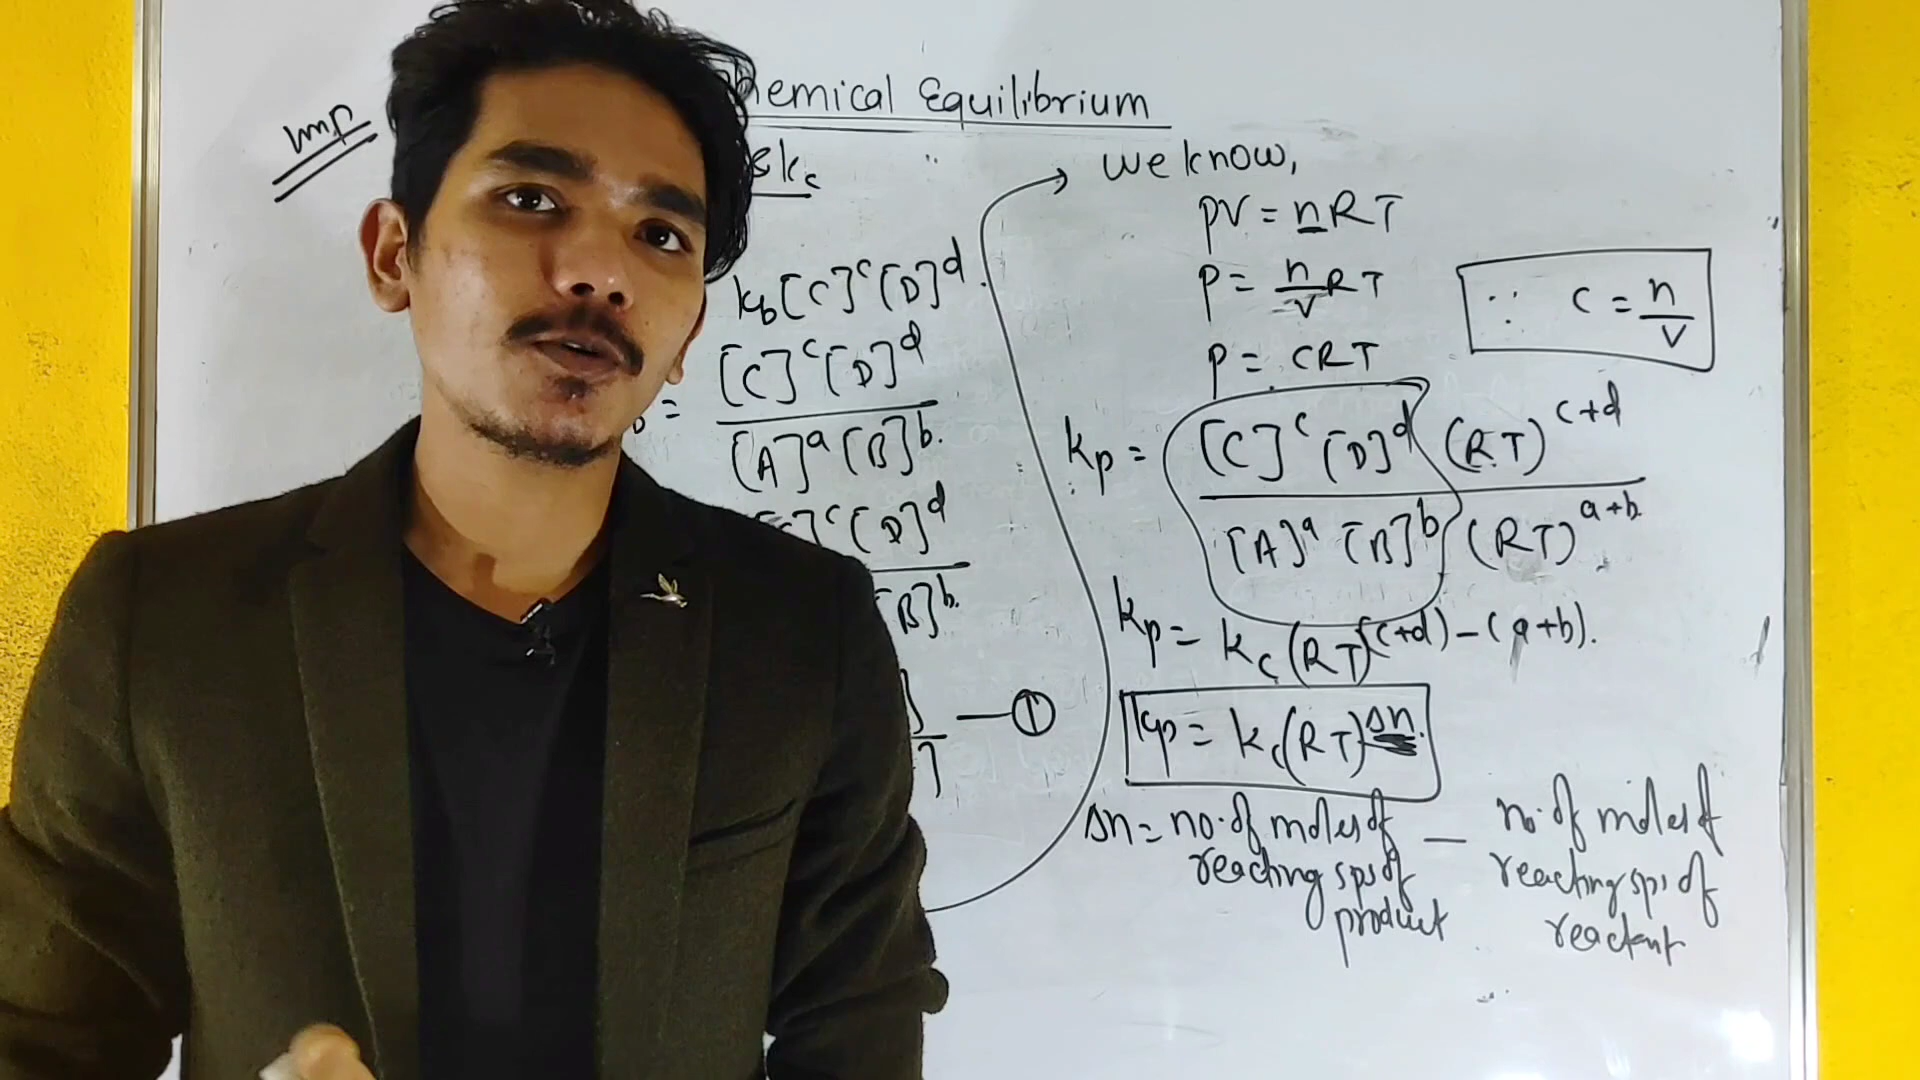 hemical Equilibrium
Imp
& kc
kb[C]^c[D]^d
= [C]^c[D]^d
[A]^a[B]^b.
]^c[D]^d
B]^b.
— ①
we know,
pv = nRT
p = n/v RT
p = CRT
∵ C = n/v
kp = [C]^c[D]^d (RT)^c+d
[A]^a[B]^b (RT)^a+b
kp = kc(RT)^(c+d)-(a+b).
kp = kc(RT)^Δn.
Δn = no. of moles of — no. of moles of
reacting sps of reacting sps of
product reactant